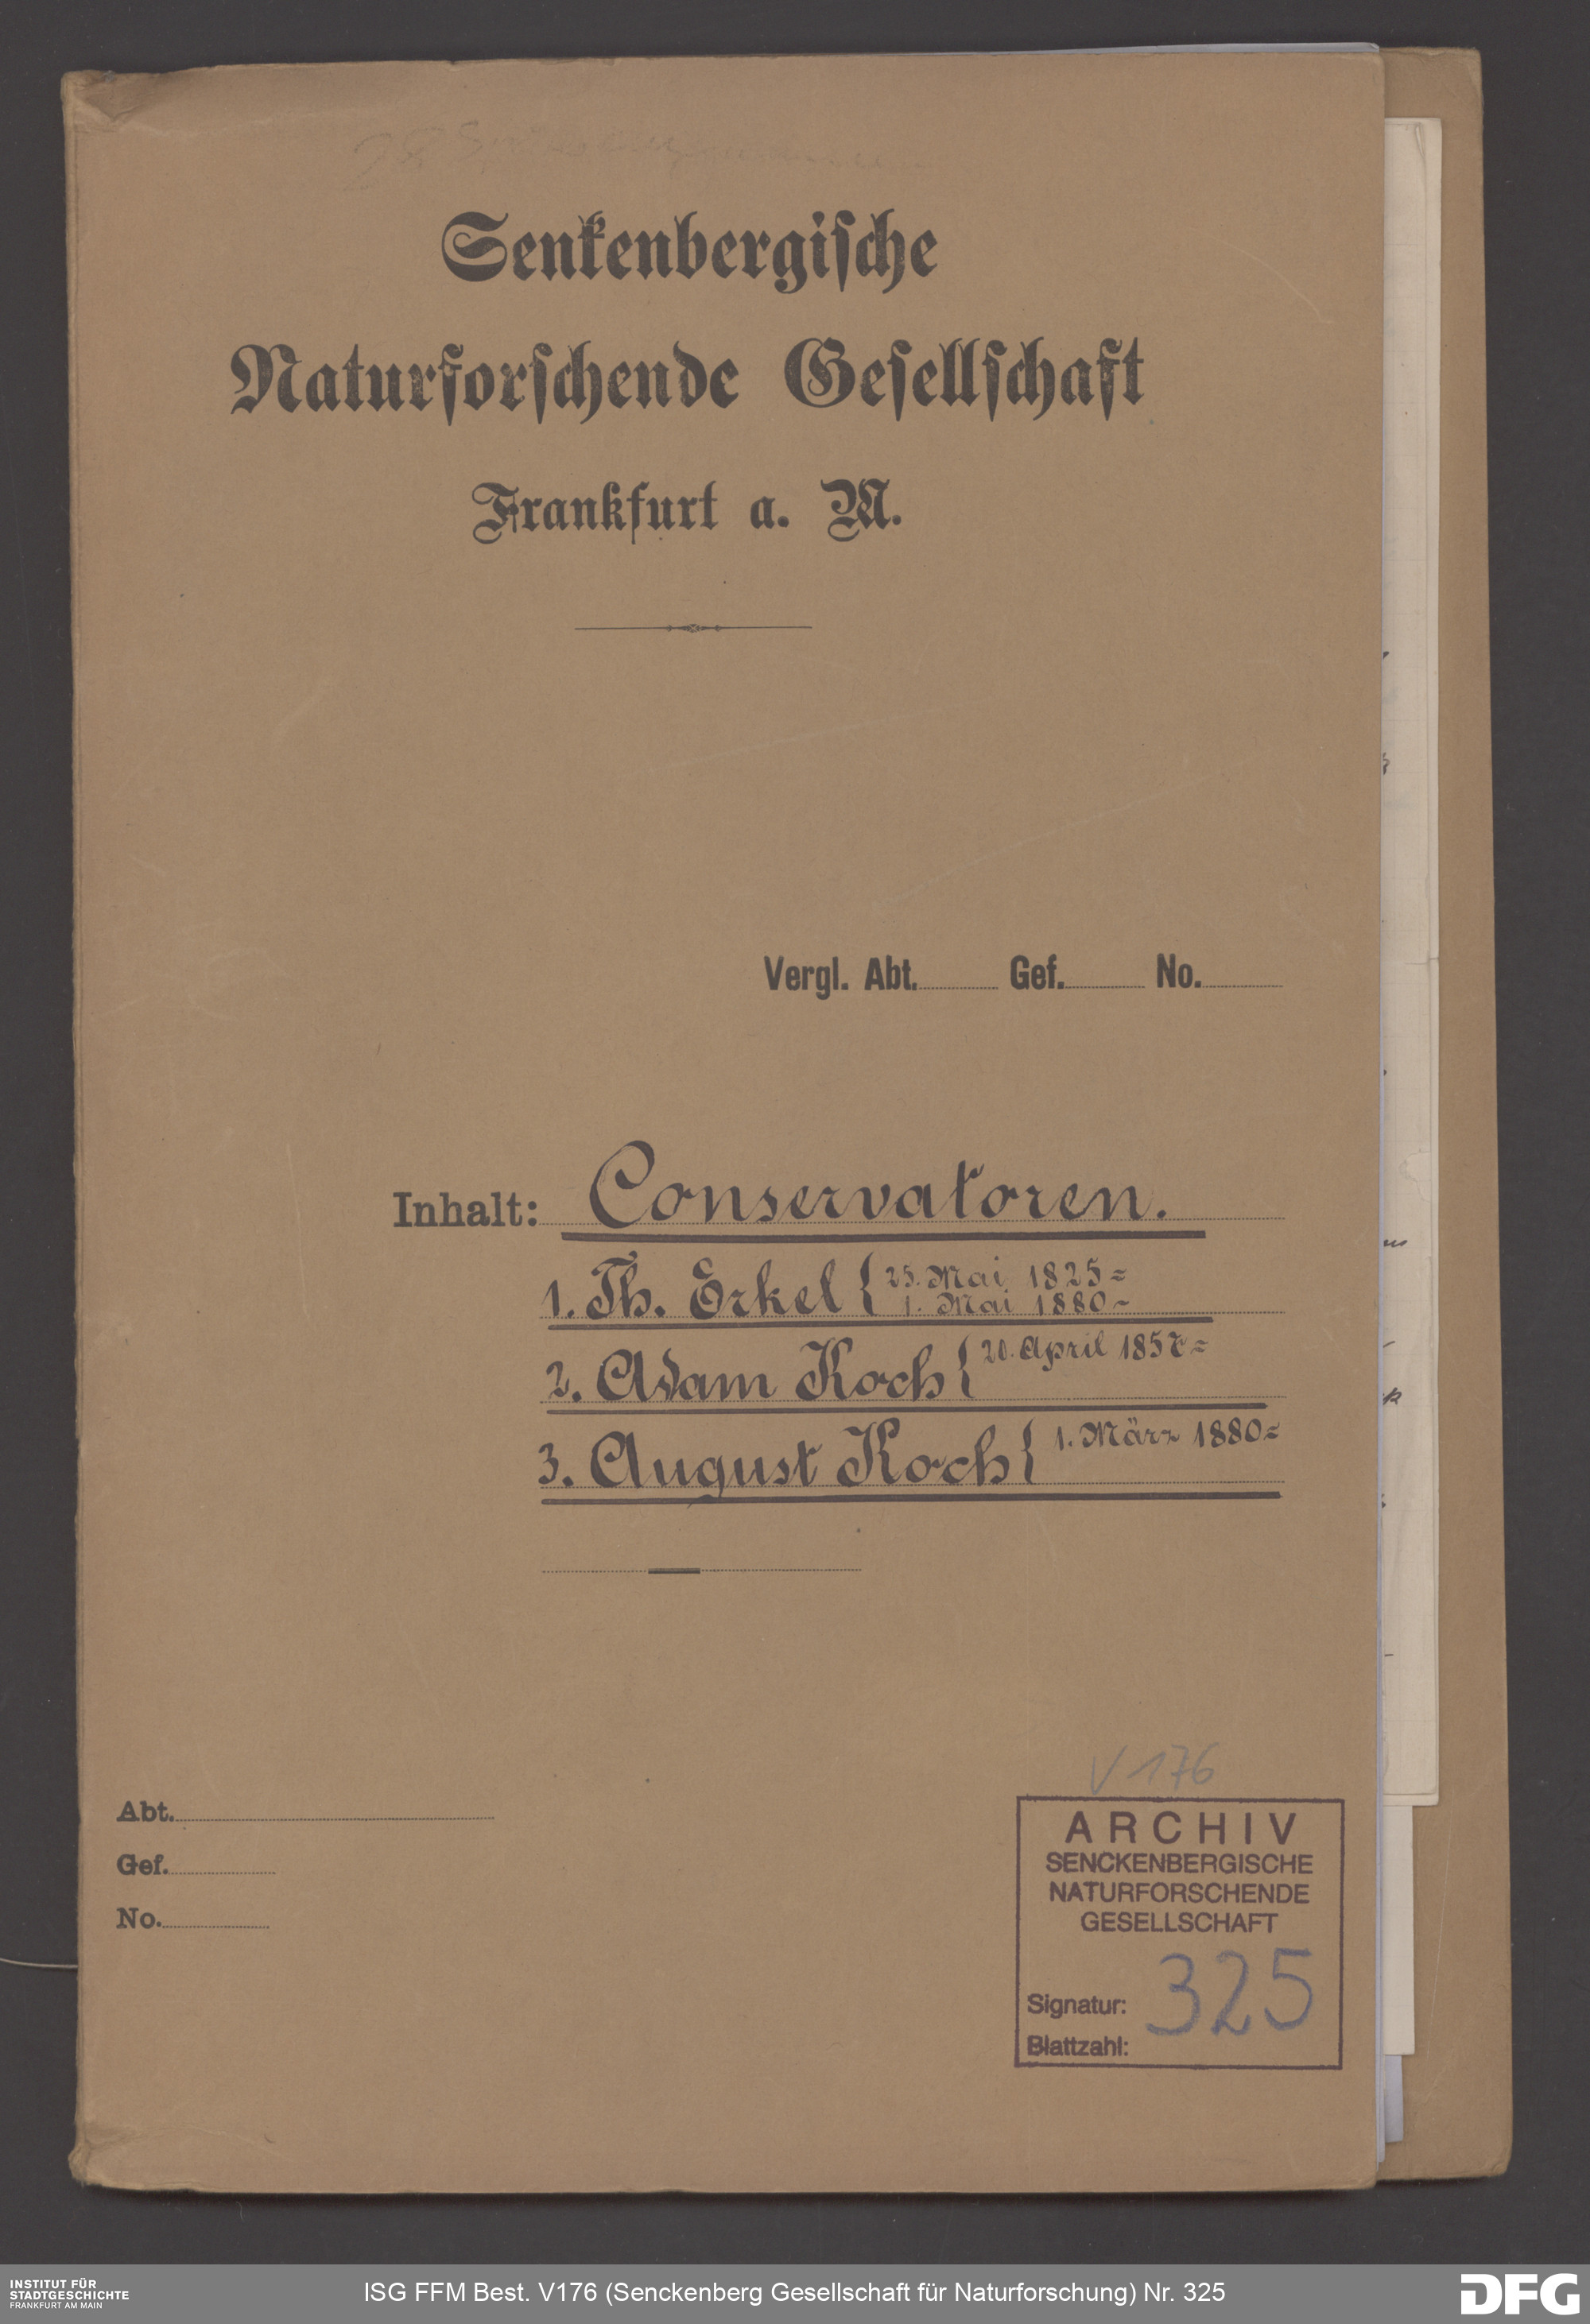 Senkenbergische
Naturforschende Gesellschaft
Frankfurt a. M.
Vergl. Abt. Gef. No.
Inhalt: Conservatoren.
1. Th. Erkel { 25. Mai 1825=
1. Mai 1880~
2. Adam Koch { 20. April 1857=
3. August Koch { 1. März 1880=
V 176
Abt.
Gef.
No.
ARCHIV
SENCKENBERGISCHE
NATURFORSCHENDE
GESELLSCHAFT
Signatur: 325
Blattzahl:
INSTITUT FÜR
STADTGESCHICHTE
FRANKFURT AM MAIN
ISG FFM Best. V176 (Senckenberg Gesellschaft für Naturforschung) Nr. 325
DFG